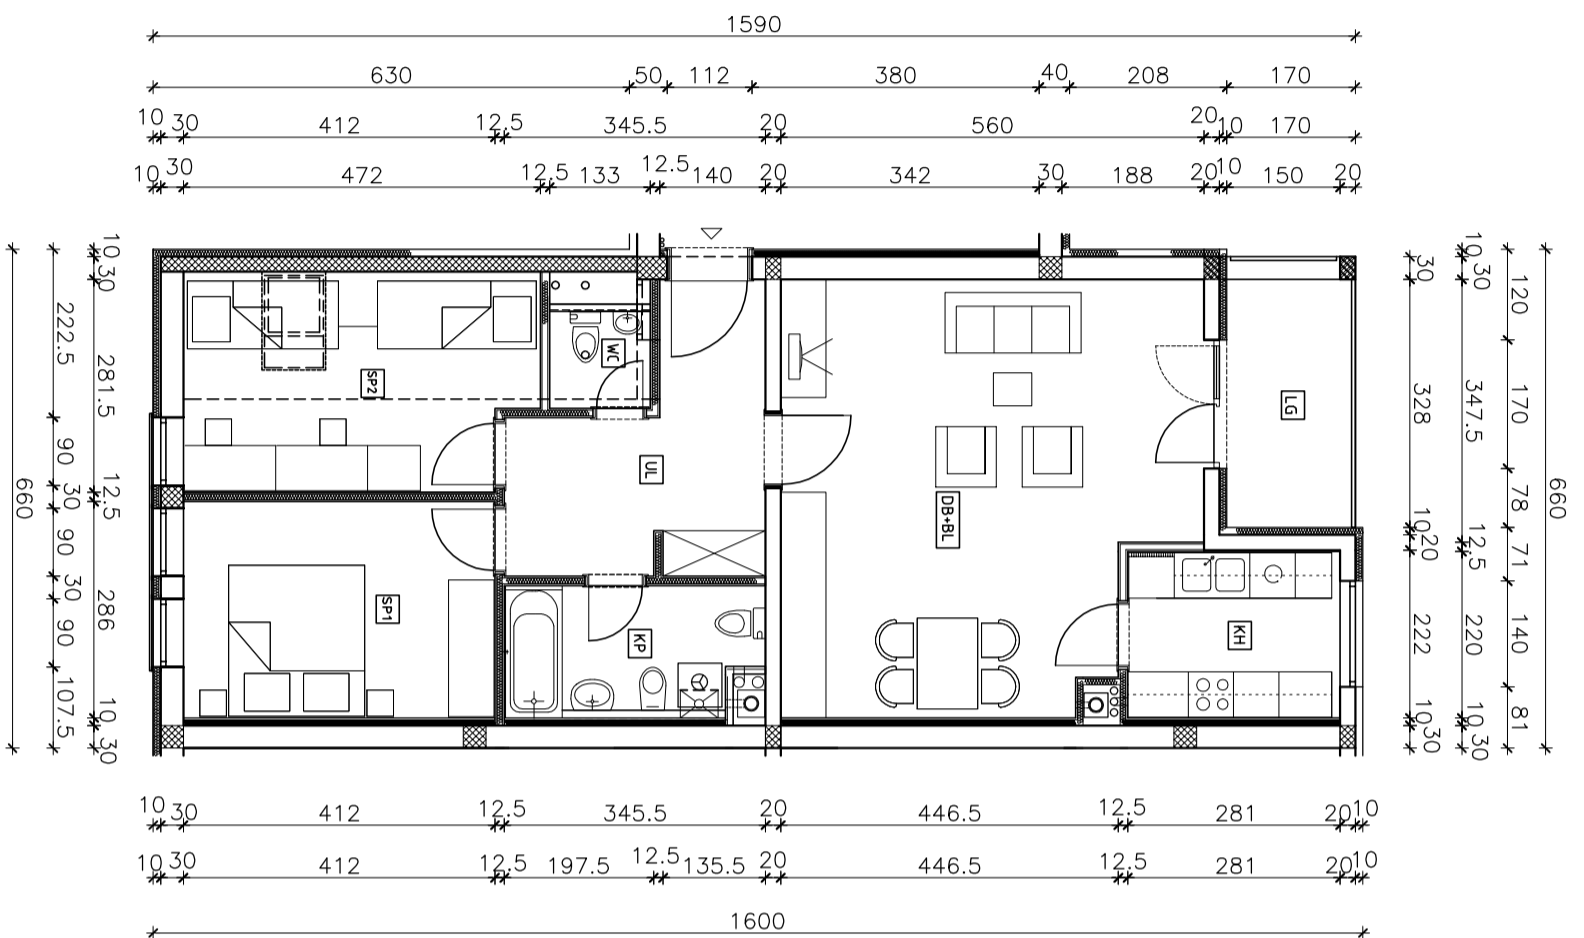 1590
630 50 112 380 40 208 170
10 30 412 12.5 345.5 20 560 20 10 170
10 30 472 12.5 133 12.5 140 20 342 30 188 20 10 150 20
660
222.5 90 30 90 30 90 107.5
10 30 281.5 12.5 286 10 30
SP2
WC
UL
SP1
KP
DB+BL
LG
KH
30 328 10 20 222 10 30
10 30 347.5 12.5 220 10 30
120 170 78 71 140 81
660
10 30 412 12.5 345.5 20 446.5 12.5 281 20 10
10 30 412 12.5 197.5 12.5 135.5 20 446.5 12.5 281 20 10
1600